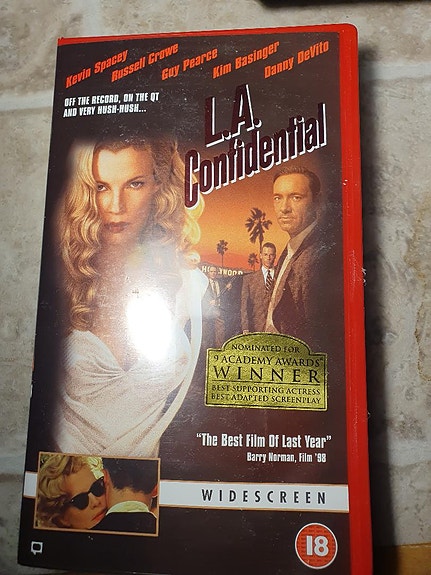 Kevin Spacey Russell Crowe Guy Pearce Kim Basinger Danny DeVito
OFF THE RECORD, ON THE QT
AND VERY HUSH-HUSH...
L.A.
Confidential
HOLLYWOOD
NOMINATED FOR
9 ACADEMY AWARDS
WINNER
BEST SUPPORTING ACTRESS
BEST ADAPTED SCREENPLAY
"The Best Film Of Last Year"
Barry Norman, Film '98
WIDESCREEN
18